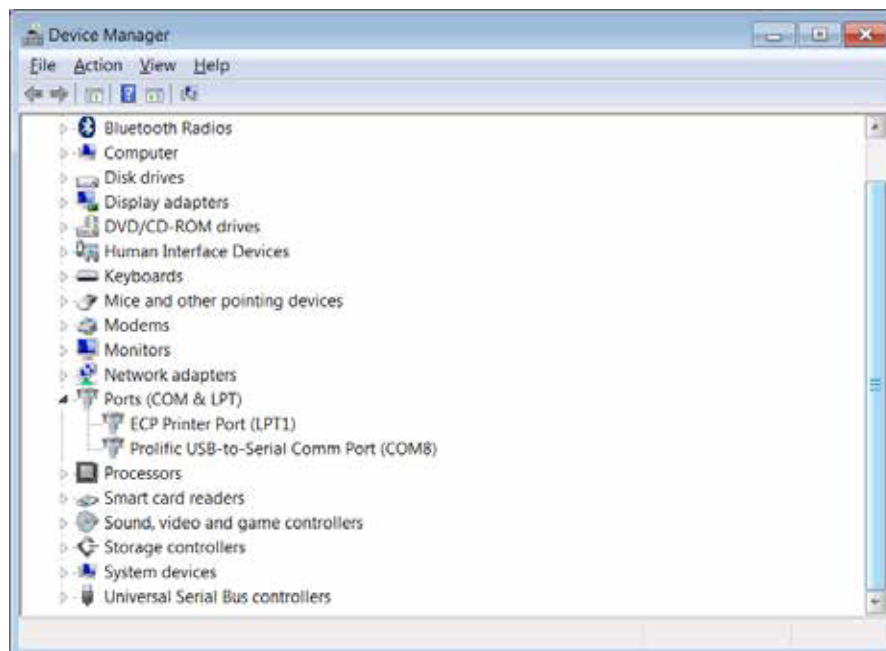 Device Manager
File Action View Help
Bluetooth Radios
Computer
Disk drives
Display adapters
DVD/CD-ROM drives
Human Interface Devices
Keyboards
Mice and other pointing devices
Modems
Monitors
Network adapters
Ports (COM & LPT)
ECP Printer Port (LPT1)
Prolific USB-to-Serial Comm Port (COM8)
Processors
Smart card readers
Sound, video and game controllers
Storage controllers
System devices
Universal Serial Bus controllers